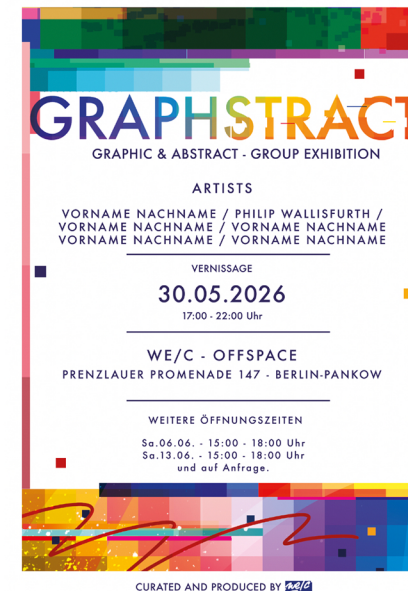 GRAPHSTRACT
GRAPHIC & ABSTRACT - GROUP EXHIBITION
ARTISTS
VORNAME NACHNAME / PHILIP WALLISFURTH /
VORNAME NACHNAME / VORNAME NACHNAME
VORNAME NACHNAME / VORNAME NACHNAME
VERNISSAGE
30.05.2026
17:00 - 22:00 Uhr
WE/C - OFFSPACE
PRENZLAUER PROMENADE 147 - BERLIN-PANKOW
WEITERE ÖFFNUNGSZEITEN
Sa.06.06. - 15:00 - 18:00 Uhr
Sa.13.06. - 15:00 - 18:00 Uhr
und auf Anfrage.
CURATED AND PRODUCED BY we/c